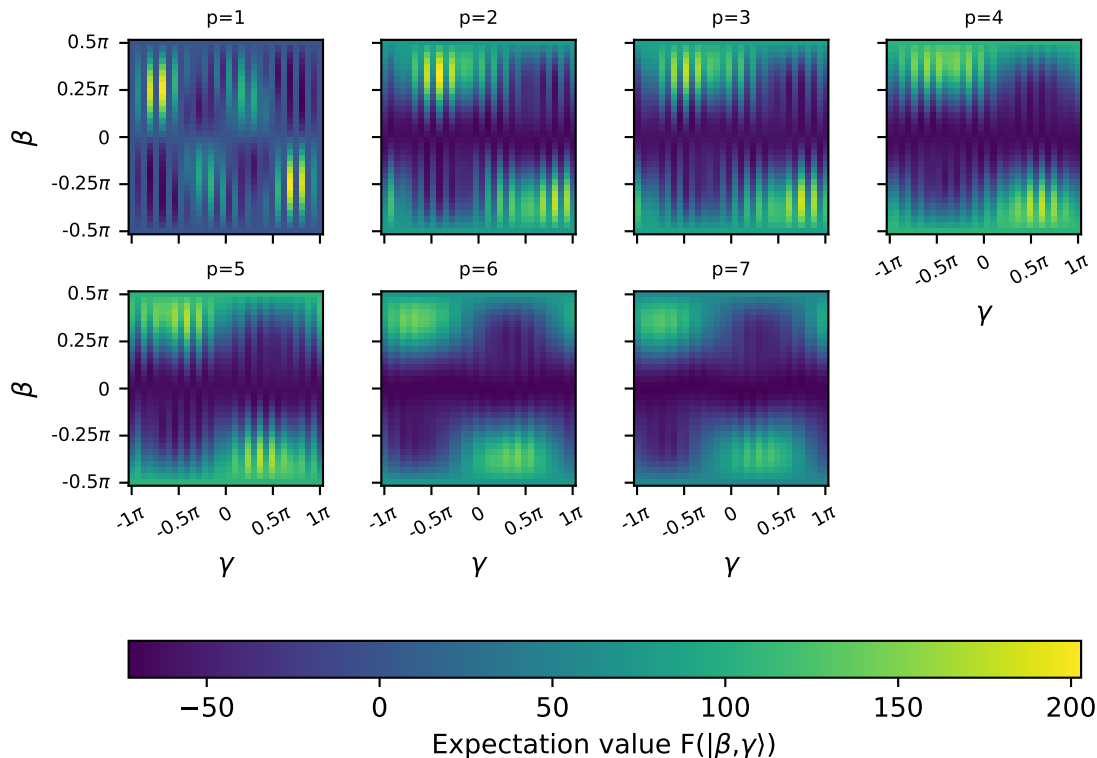 p=1
p=2
p=3
p=4
0.5π
0.25π
0
-0.25π
-0.5π
β
-1π
-0.5π
0
0.5π
1π
γ
p=5
p=6
p=7
0.5π
0.25π
0
-0.25π
-0.5π
β
-1π
-0.5π
0
0.5π
1π
γ
-1π
-0.5π
0
0.5π
1π
γ
-1π
-0.5π
0
0.5π
1π
γ
−50
0
50
100
150
200
Expectation value F(|β,γ⟩)